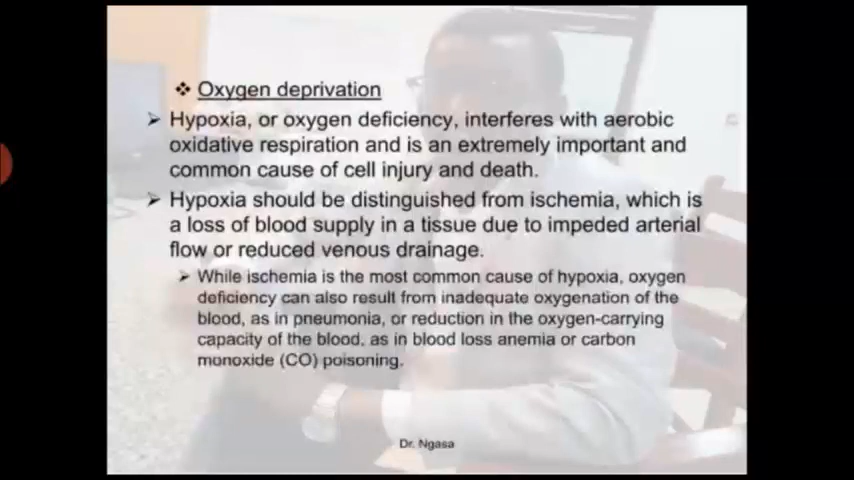 ❖ Oxygen deprivation
➢ Hypoxia, or oxygen deficiency, interferes with aerobic
oxidative respiration and is an extremely important and
common cause of cell injury and death.
➢ Hypoxia should be distinguished from ischemia, which is
a loss of blood supply in a tissue due to impeded arterial
flow or reduced venous drainage.
➢ While ischemia is the most common cause of hypoxia, oxygen
deficiency can also result from inadequate oxygenation of the
blood, as in pneumonia, or reduction in the oxygen-carrying
capacity of the blood, as in blood loss anemia or carbon
monoxide (CO) poisoning.
Dr. Ngasa